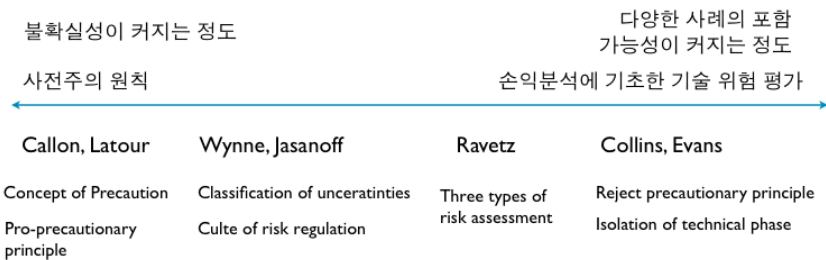 불확실성이 커지는 정도
다양한 사례의 포함
가능성이 커지는 정도
사전주의 원칙
손익분석에 기초한 기술 위험 평가
Callon, Latour
Wynne, Jasanoff
Ravetz
Collins, Evans
Concept of Precaution
Pro-precautionary
principle
Classification of unceratinties
Culte of risk regulation
Three types of
risk assessment
Reject precautionary principle
Isolation of technical phase